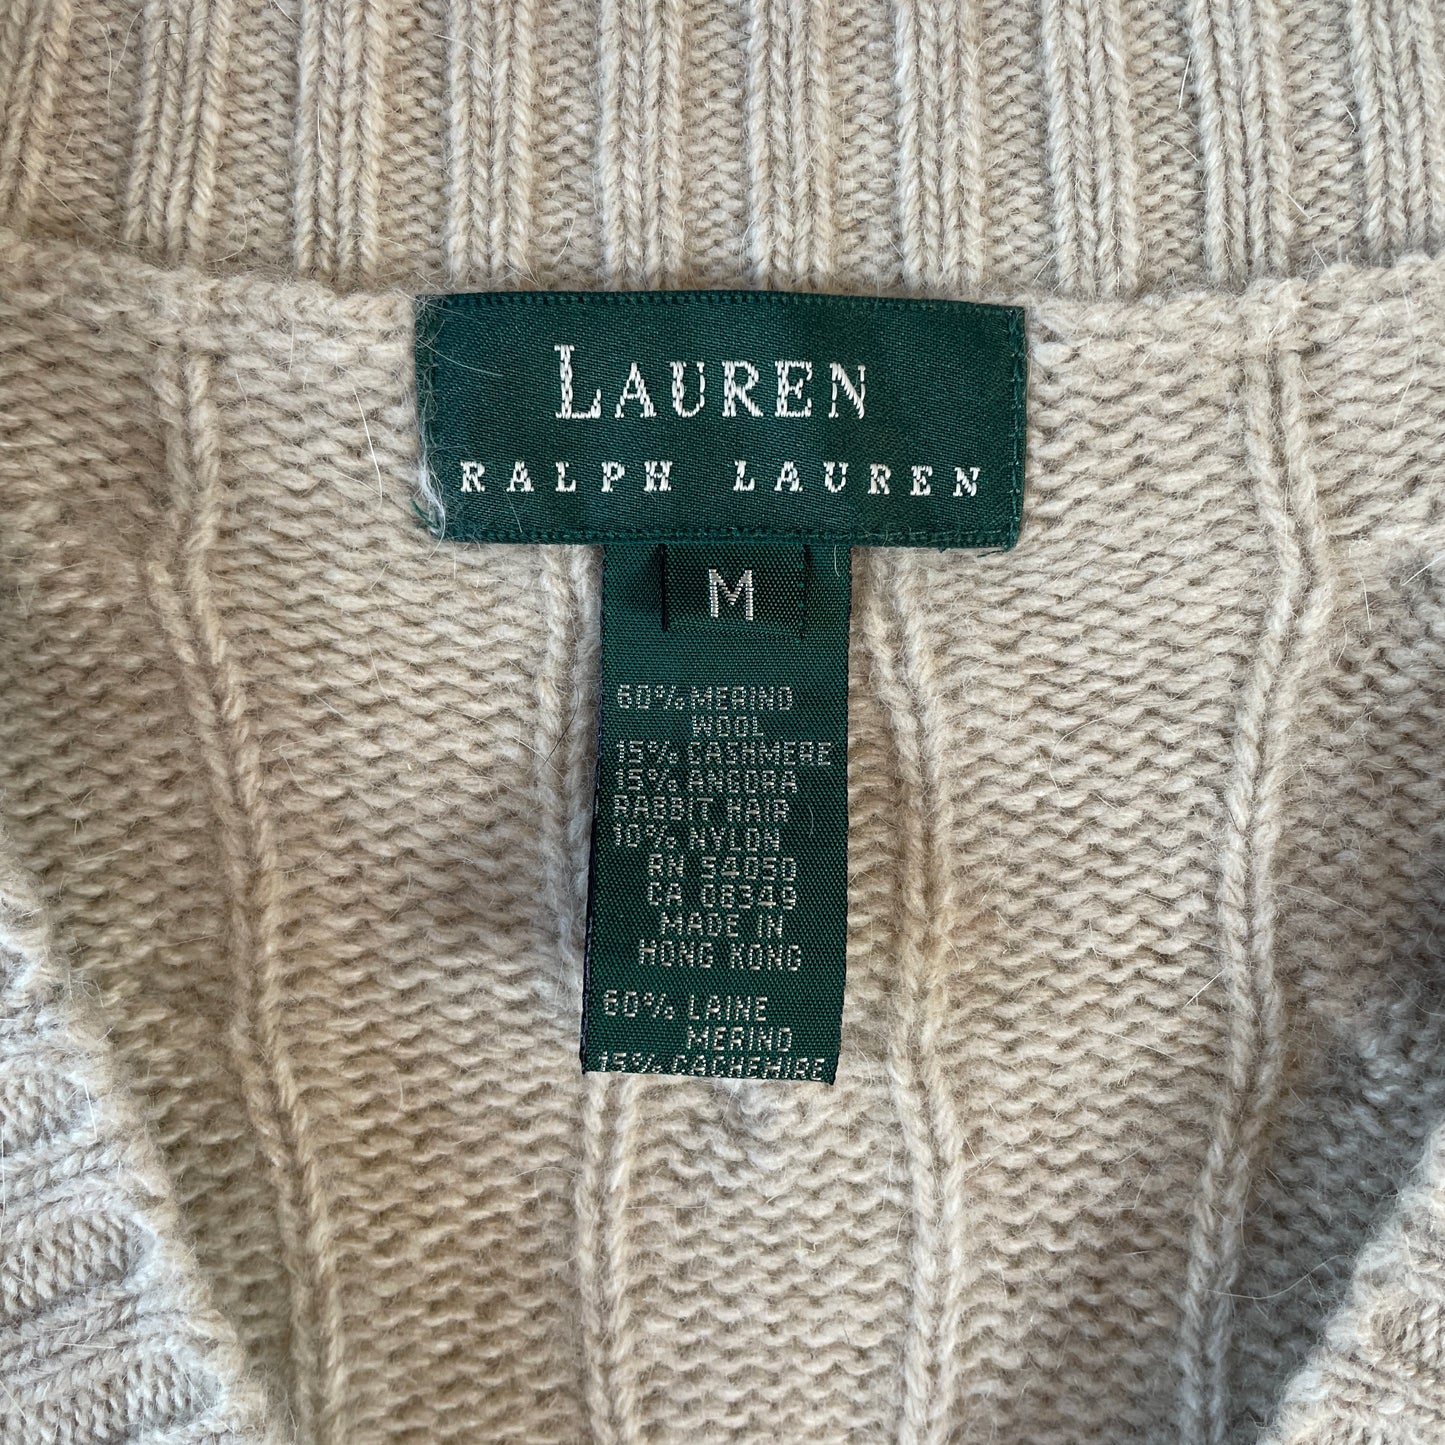 LAUREN
RALPH LAUREN
M
60% MERINO
WOOL
15% CASHMERE
15% ANGORA
RABBIT HAIR
10% NYLON
RN 54050
CA 08349
MADE IN
HONG KONG
60% LAINE
MERINO
15%